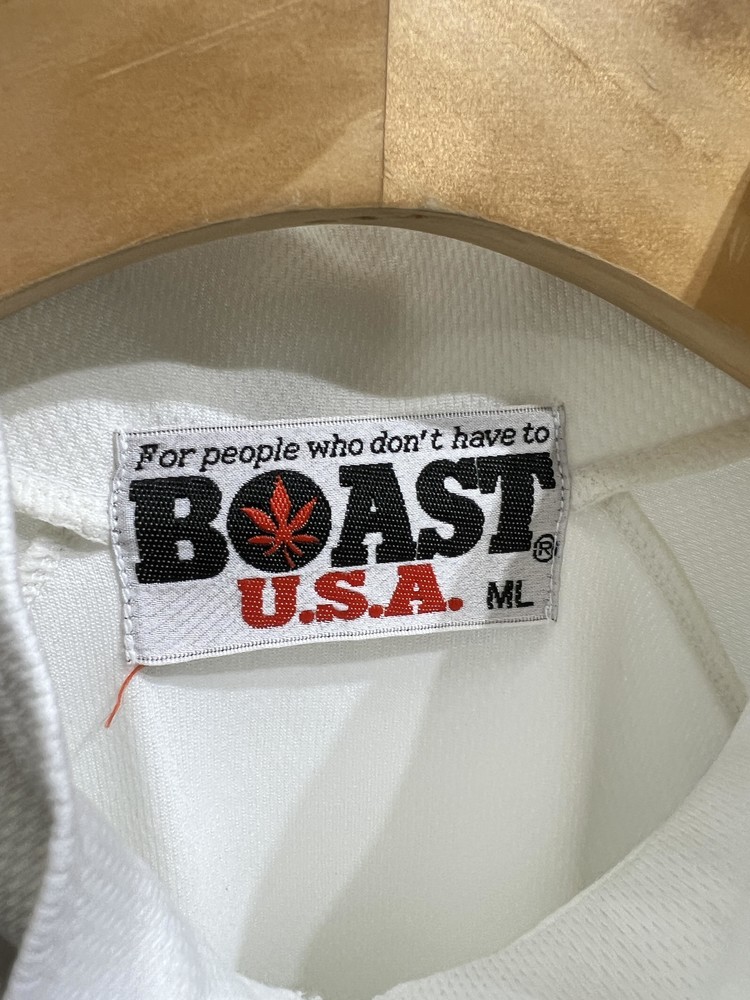 For people who don't have to
BOAST®
U.S.A. ML